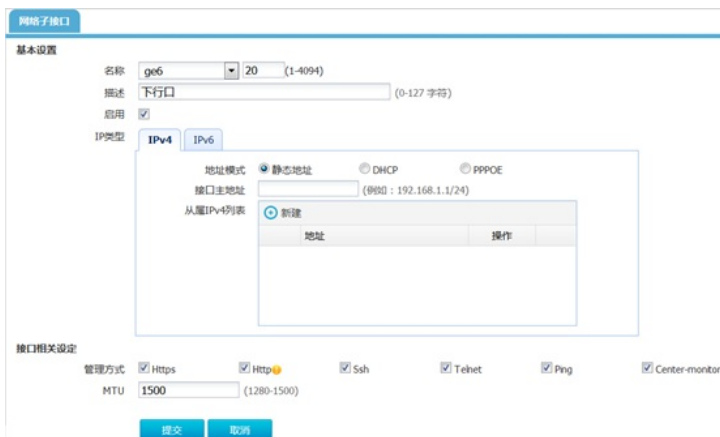 网络子接口
基本设置
名称 ge6 20 (1-4094)
描述 下行口 (0-127 字符)
启用
IP类型 IPv4 IPv6
地址模式 静态地址 DHCP PPPOE
接口主地址 (例如：192.168.1.1/24)
从属IPv4列表 新建
地址 操作
接口相关设定
管理方式 Https Http Ssh Telnet Ping Center-monitor
MTU 1500 (1280-1500)
提交 取消